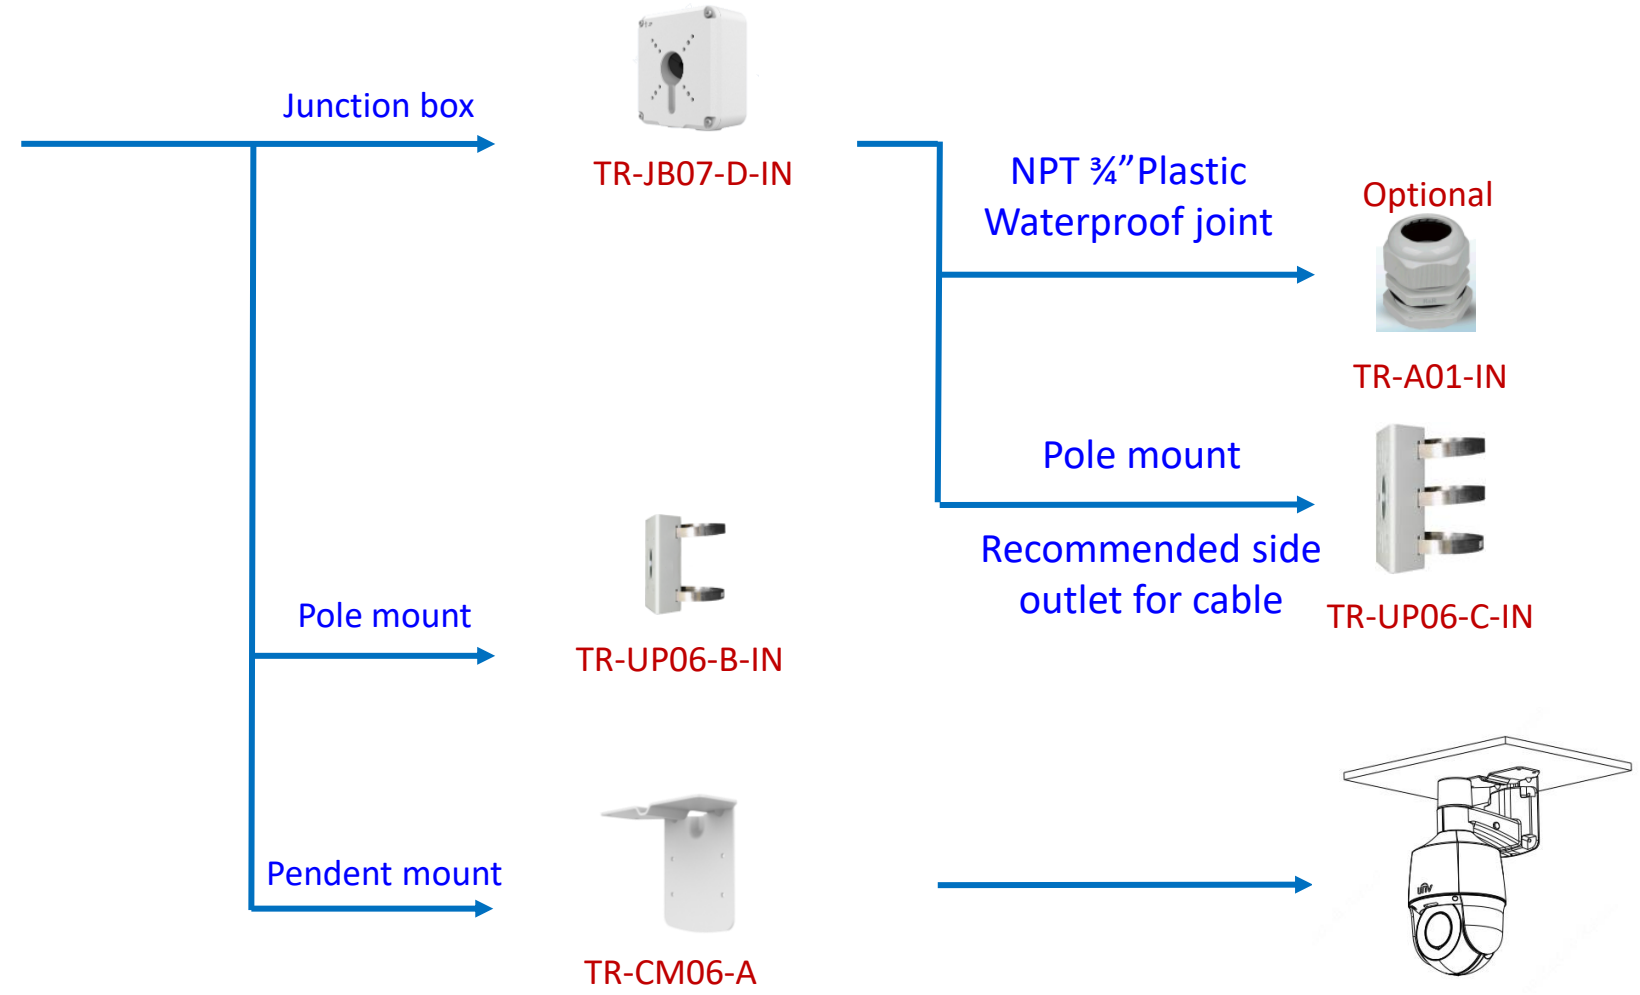 Junction box
TR-JB07-D-IN
NPT ¾”Plastic
Waterproof joint
Optional
TR-A01-IN
Pole mount
Recommended side
outlet for cable
TR-UP06-C-IN
Pole mount
TR-UP06-B-IN
Pendent mount
TR-CM06-A
unv